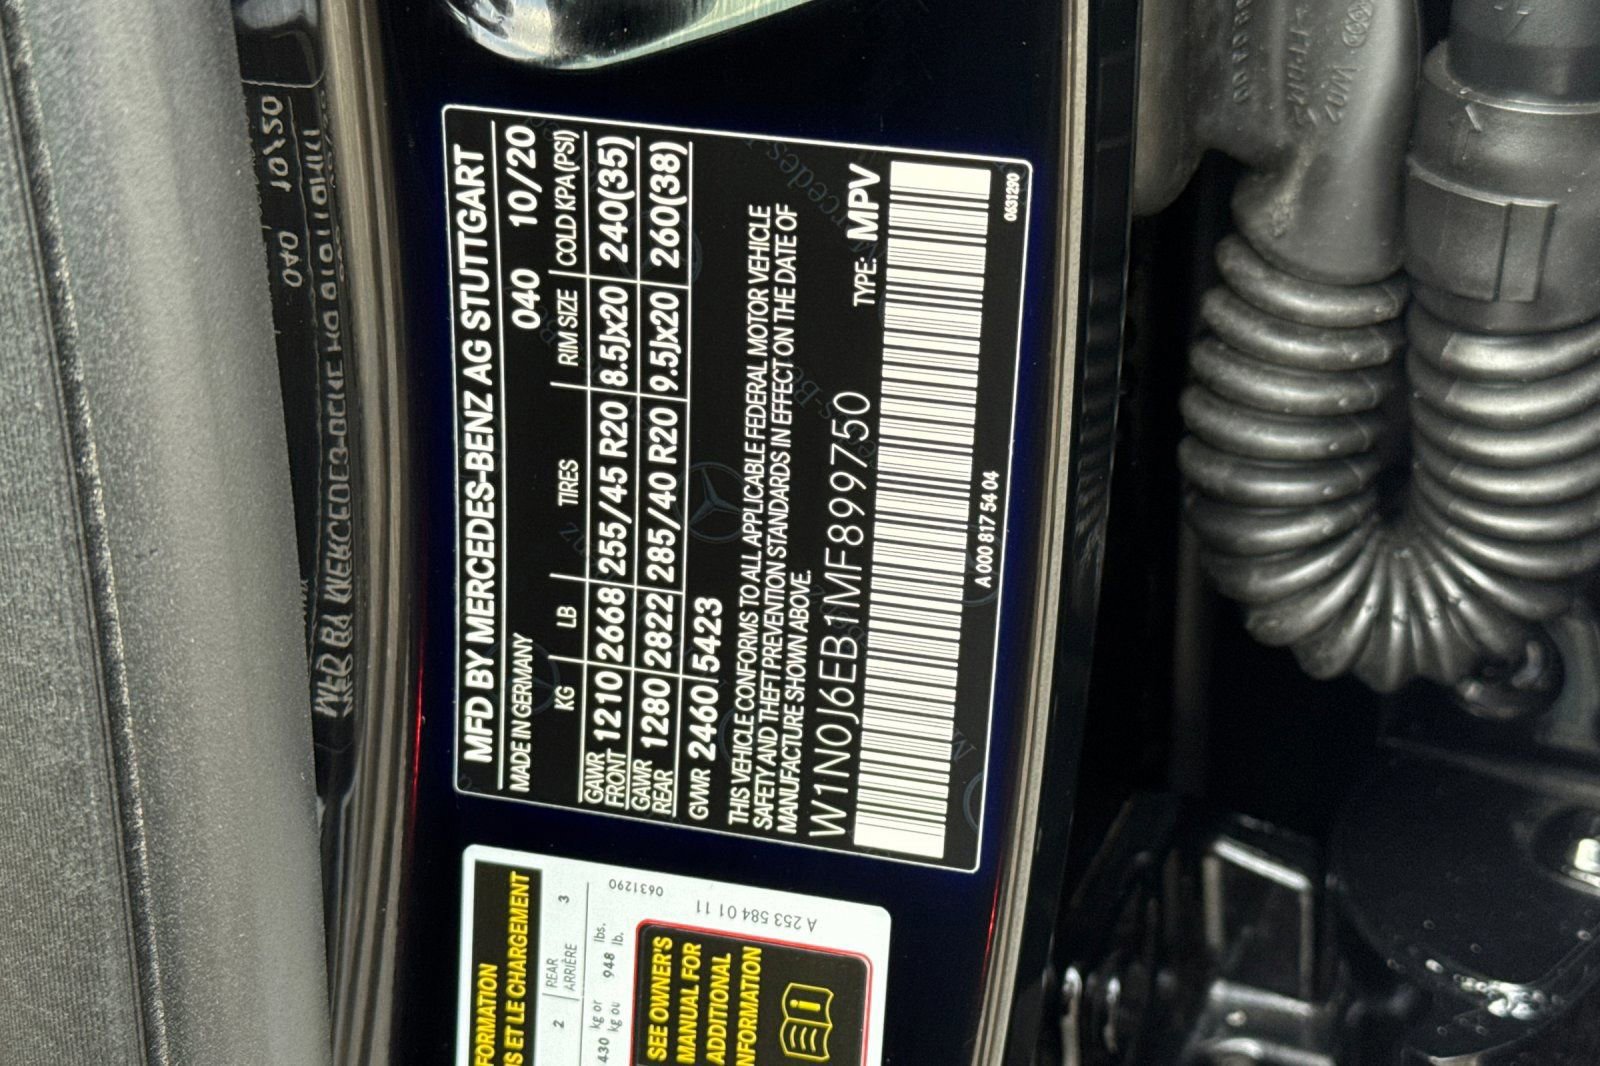 MFD BY MERCEDES-BENZ AG STUTTGART
MADE IN GERMANY 040 10/20
KG LB TIRES RIM SIZE COLD KPA(PSI)
GAWR FRONT 1210 2668 255/45 R20 8.5Jx20 240(35)
GAWR REAR 1280 2822 285/40 R20 9.5Jx20 260(38)
GVWR 2460 5423
THIS VEHICLE CONFORMS TO ALL APPLICABLE FEDERAL MOTOR VEHICLE
SAFETY AND THEFT PREVENTION STANDARDS IN EFFECT ON THE DATE OF
MANUFACTURE SHOWN ABOVE.
W1N0J6EB1MF899750 TYPE: MPV
A 000 817 54 04
0631290
ET LE CHARGEMENT
2 REAR ARRIÈRE 3
430 kg or kg ou 948 lbs. lb.
0631290
A 253 584 01 11
SEE OWNER'S
MANUAL FOR
ADDITIONAL